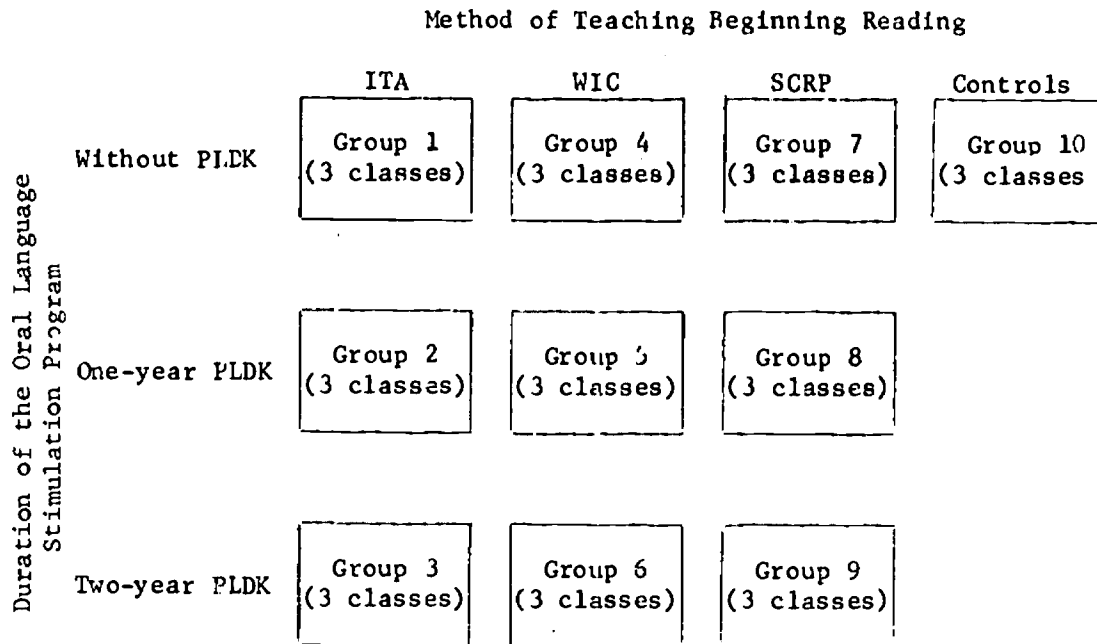 Method of Teaching Beginning Reading
ITA WIC SCRP Controls
Duration of the Oral Language
Stimulation Program
Without PLDK
Group 1 Group 4 Group 7 Group 10
(3 classes) (3 classes) (3 classes) (3 classes
One-year PLDK
Group 2 Group 5 Group 8
(3 classes) (3 classes) (3 classes)
Two-year PLDK
Group 3 Group 6 Group 9
(3 classes) (3 classes) (3 classes)